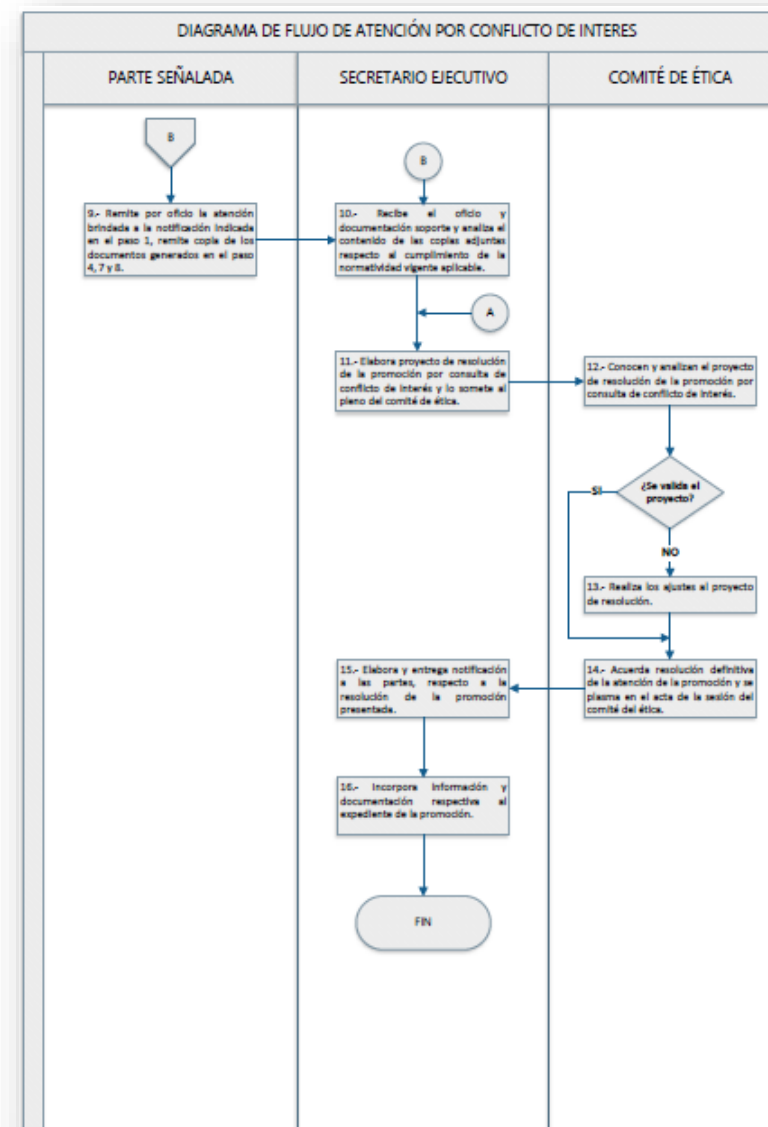 DIAGRAMA DE FLUJO DE ATENCIÓN POR CONFLICTO DE INTERES
PARTE SEÑALADA
SECRETARIO EJECUTIVO
COMITÉ DE ÉTICA
B
B
9.- Remite por oficio la atención
brindada a la notificación indicada
en el paso 1, remite copia de los
documentos generados en el paso
4, 7 y 8.
10.- Recibe el oficio y
documentación soporte y analiza el
contenido de las copias adjuntas
respecto al cumplimiento de la
normatividad vigente aplicable.
A
11.- Elabora proyecto de resolución
de la promoción por consulta de
conflicto de interés y lo somete al
pleno del comité de ética.
12.- Conocen y analizan el proyecto
de resolución de la promoción por
consulta de conflicto de interés.
¿Se valida el
proyecto?
SI
NO
13.- Realiza los ajustes al proyecto
de resolución.
14.- Acuerda resolución definitiva
de la atención de la promoción y se
plasma en el acta de la sesión del
comité del ética.
15.- Elabora y entrega notificación
a las partes, respecto a la
resolución de la promoción
presentada.
16.- Incorpora información y
documentación respectiva al
expediente de la promoción.
FIN